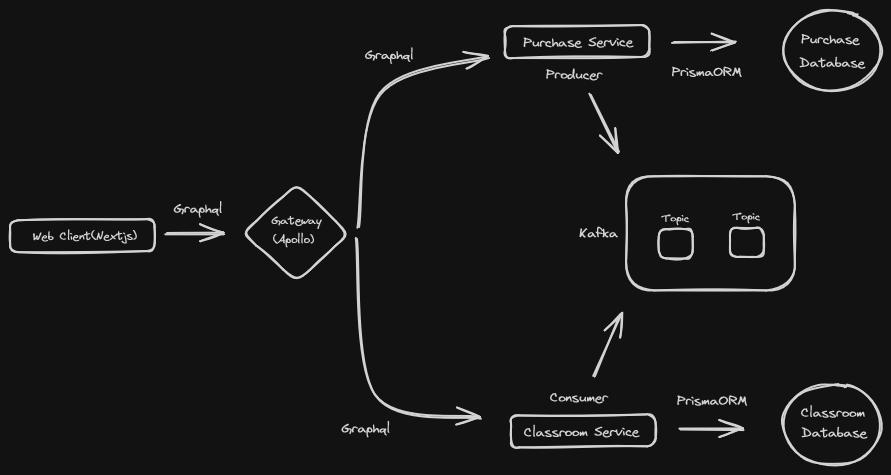 Graphql
Purchase Service
Producer
PrismaORM
Purchase
Database
Web Client(Nextjs)
Graphql
Gateway
(Apollo)
Kafka
Topic
Topic
Graphql
Consumer
Classroom Service
PrismaORM
Classroom
Database